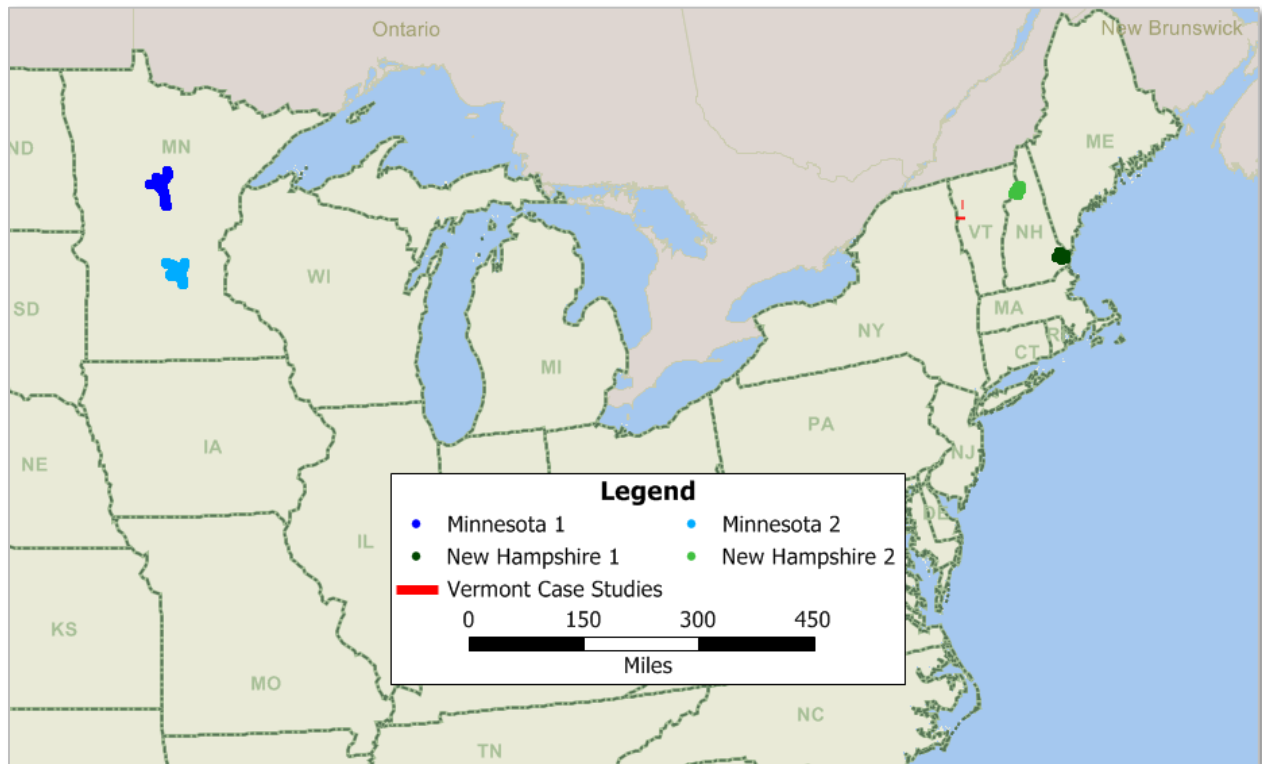 Ontario
New Brunswick
ND
MN
ME
VT
NH
WI
SD
MA
NY
RI
CT
MI
PA
IA
NJ
NE
Legend
DE
Minnesota 1
Minnesota 2
IL
New Hampshire 1
New Hampshire 2
Vermont Case Studies
0 150 300 450
KS
Miles
MO
NC
TN